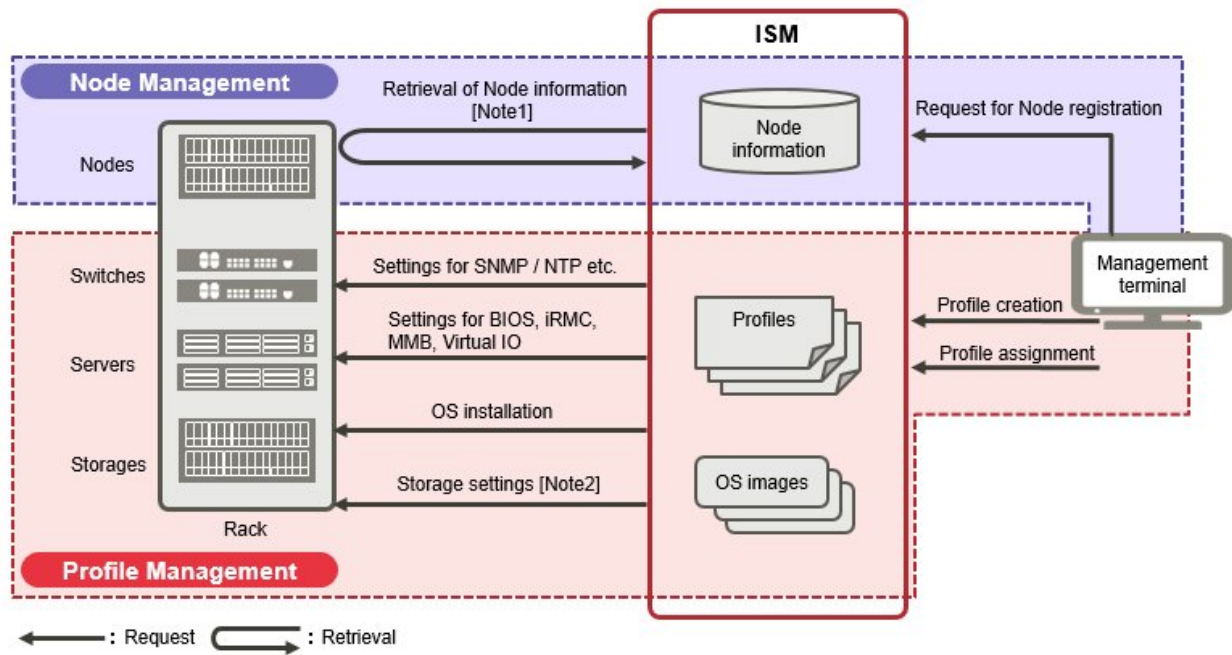 ISM
Node Management
Retrieval of Node information
[Note1]
Request for Node registration
Node
information
Nodes
Switches
Settings for SNMP / NTP etc.
Management
terminal
Settings for BIOS, iRMC,
MMB, Virtual IO
Profiles
Profile creation
Profile assignment
Servers
OS installation
Storages
Storage settings [Note2]
OS images
Rack
Profile Management
: Request
: Retrieval